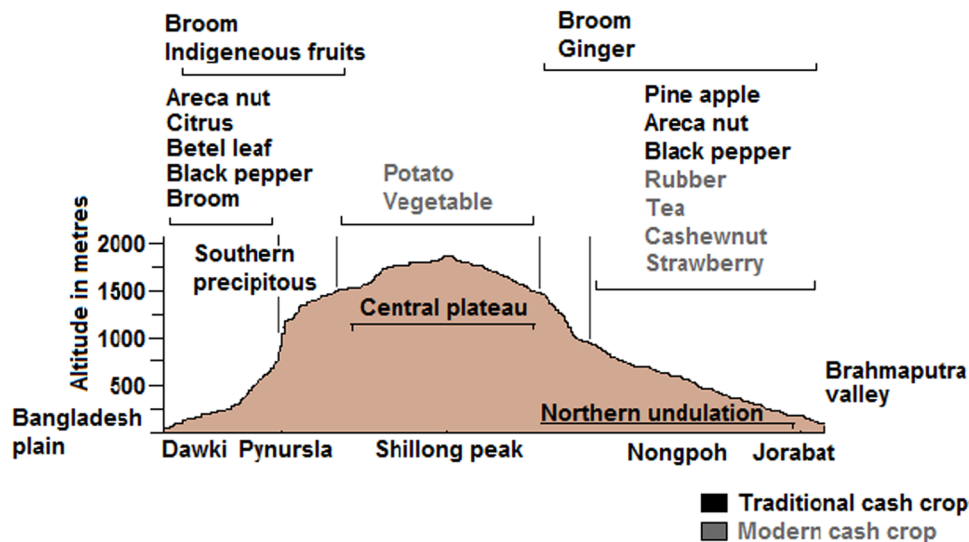 Broom
Indigeneous fruits
Broom
Ginger
Areca nut
Citrus
Betel leaf
Black pepper
Broom
Potato
Vegetable
Pine apple
Areca nut
Black pepper
Rubber
Tea
Cashewnut
Strawberry
Altitude in metres
2000
1500
1000
500
Southern
precipitous
Central plateau
Northern undulation
Brahmaputra
valley
Bangladesh
plain
Dawki
Pynursla
Shillong peak
Nongpoh
Jorabat
Traditional cash crop
Modern cash crop